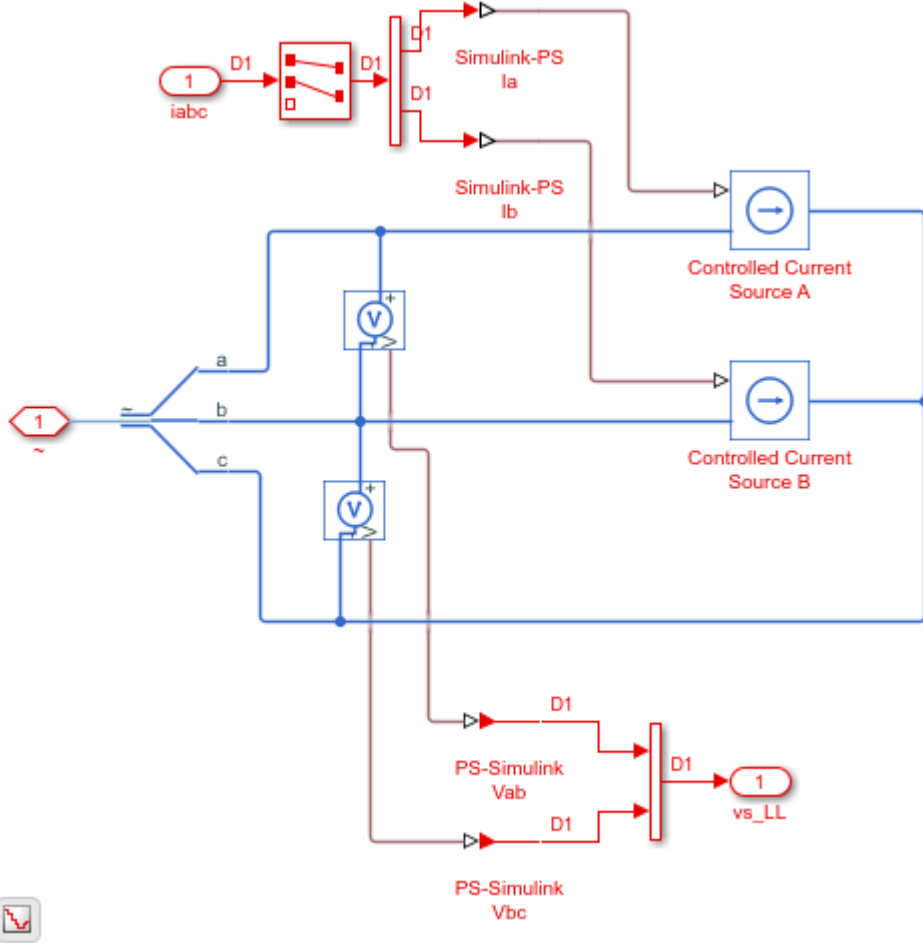 D1
D1
D1
D1
1
iabc
Simulink-PS
Ia
Simulink-PS
Ib
Controlled Current
Source A
+
V
V
a
~
b
c
1
~
+
V
V
Controlled Current
Source B
D1
PS-Simulink
Vab
D1
D1
1
vs_LL
PS-Simulink
Vbc